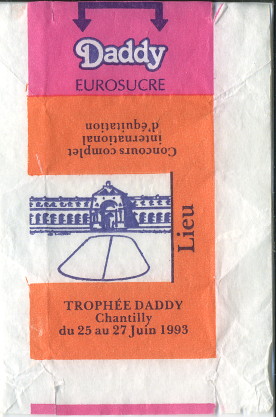 Daddy
EUROSUCRE
Concours complet
international
d'équitation
Lieu
TROPHÉE DADDY
Chantilly
du 25 au 27 Juin 1993